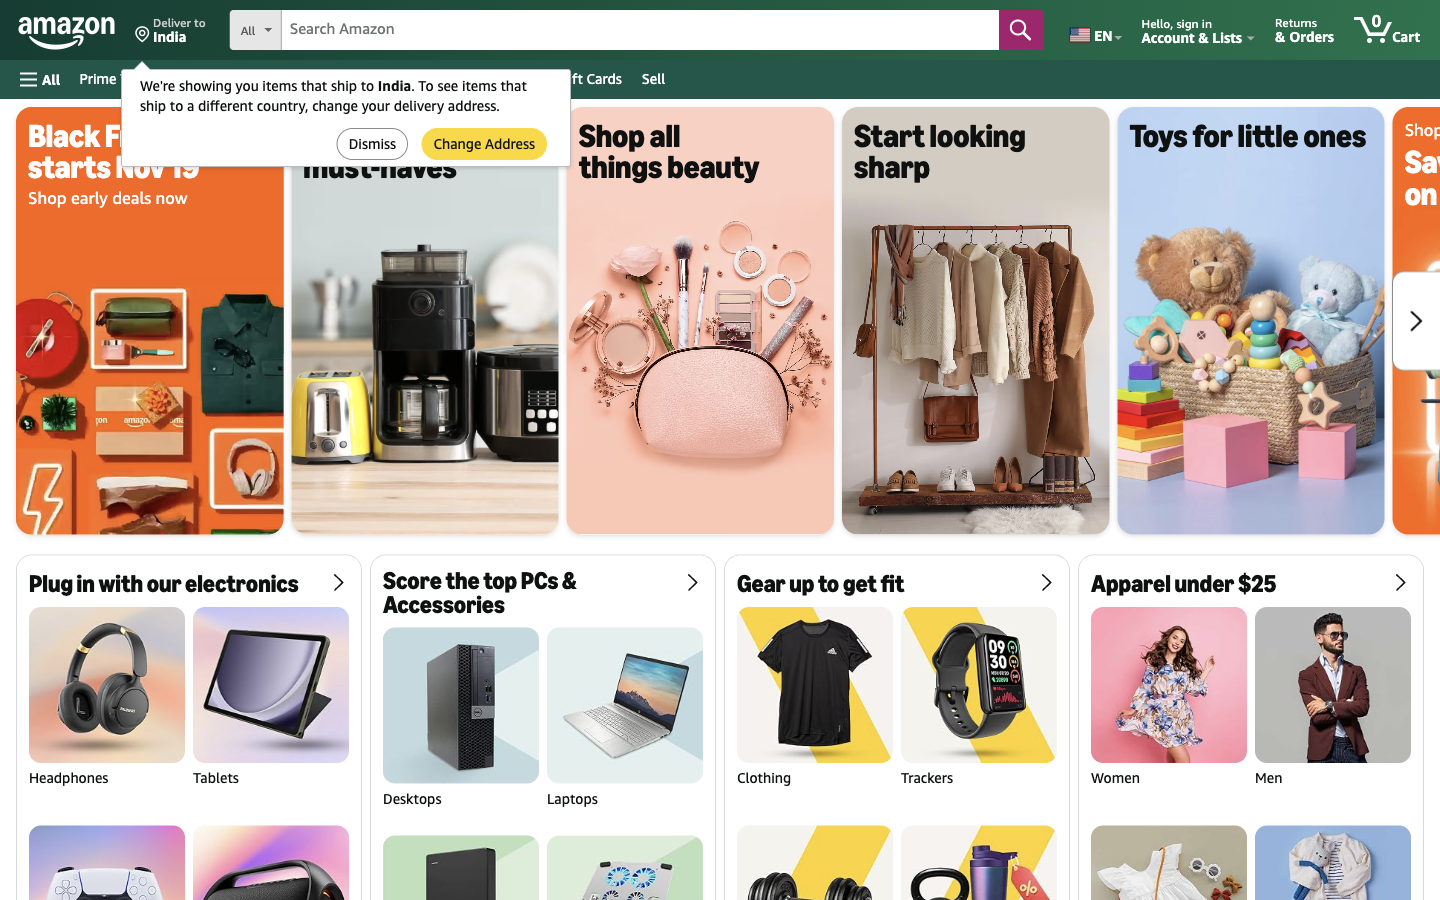 amazon
Deliver to
India
All
Search Amazon
EN
Hello, sign in
Account & Lists
Returns
& Orders
0
Cart
All
Prime
ft Cards
Sell
We're showing you items that ship to India. To see items that
ship to a different country, change your delivery address.
Dismiss
Change Address
Black F
starts Nov 19
Shop early deals now
must-haves
Shop all
things beauty
Start looking
sharp
Toys for little ones
Shop
Sa
on
Plug in with our electronics
Headphones
Tablets
Score the top PCs &
Accessories
Desktops
Laptops
Gear up to get fit
Clothing
Trackers
Apparel under $25
Women
Men